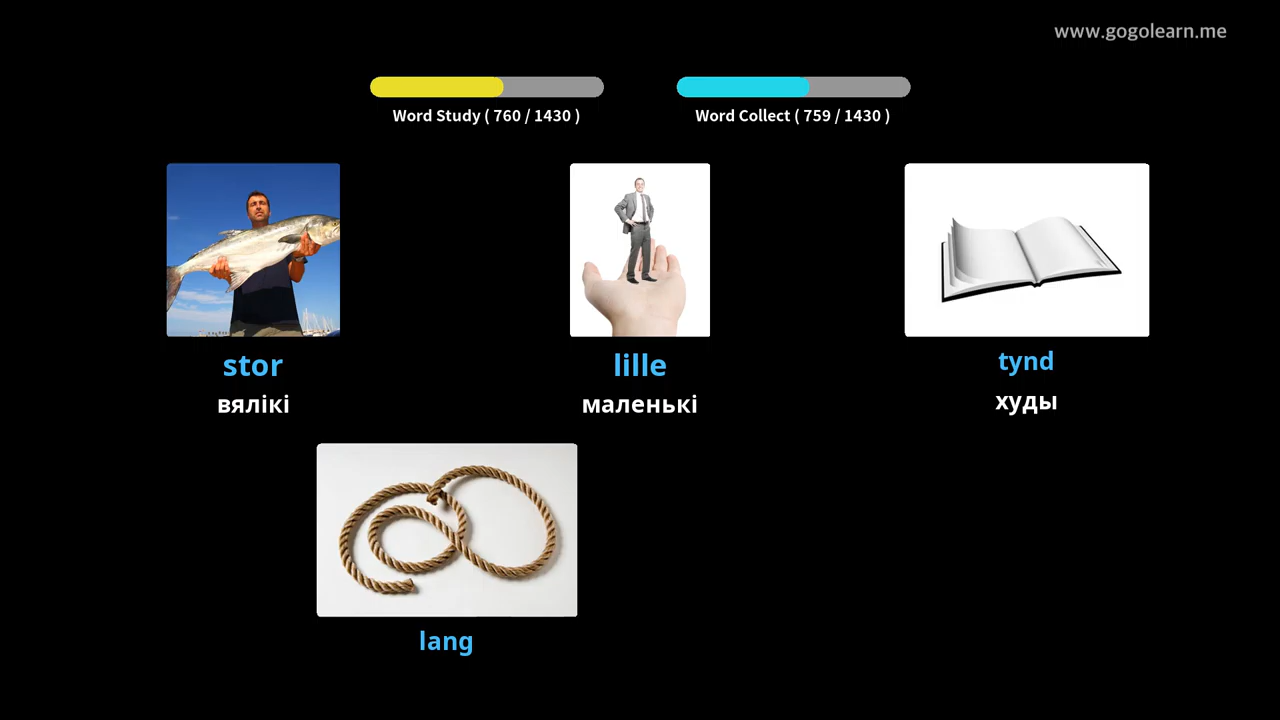 www.gogolearn.me
Word Study ( 760 / 1430 )
Word Collect ( 759 / 1430 )
stor
lille
tynd
вялікі
маленькі
худы
lang